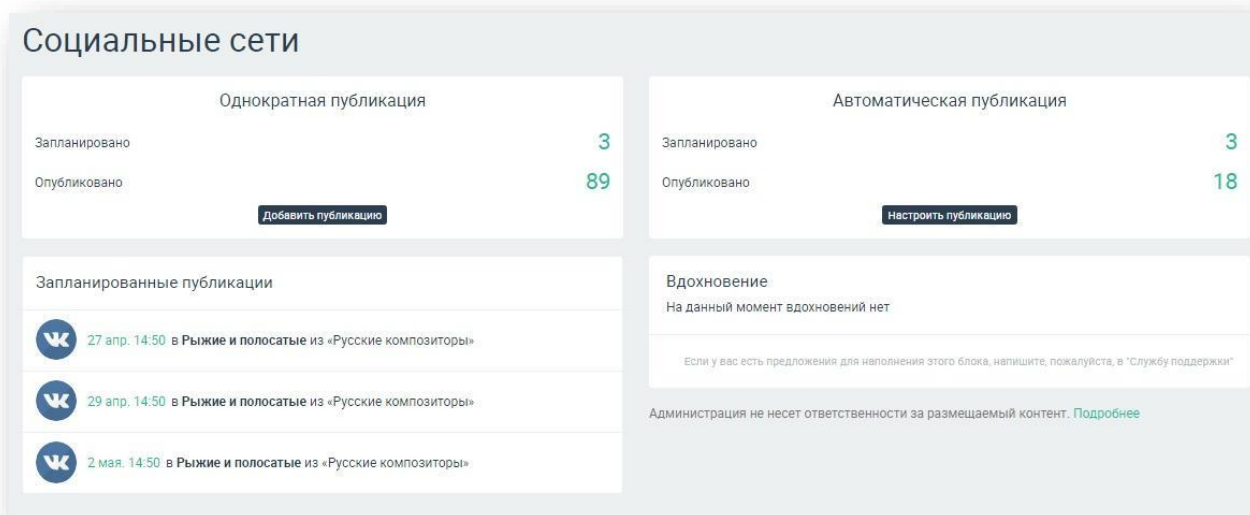 Социальные сети
Однократная публикация
Запланировано 3
Опубликовано 89
Добавить публикацию
Автоматическая публикация
Запланировано 3
Опубликовано 18
Настроить публикацию
Запланированные публикации
27 апр. 14:50 в Рыжие и полосатые из «Русские композиторы»
29 апр. 14:50 в Рыжие и полосатые из «Русские композиторы»
2 мая. 14:50 в Рыжие и полосатые из «Русские композиторы»
Вдохновение
На данный момент вдохновений нет
Если у вас есть предложения для наполнения этого блока, напишите, пожалуйста, в "Службу поддержки"
Администрация не несет ответственности за размещаемый контент. Подробнее